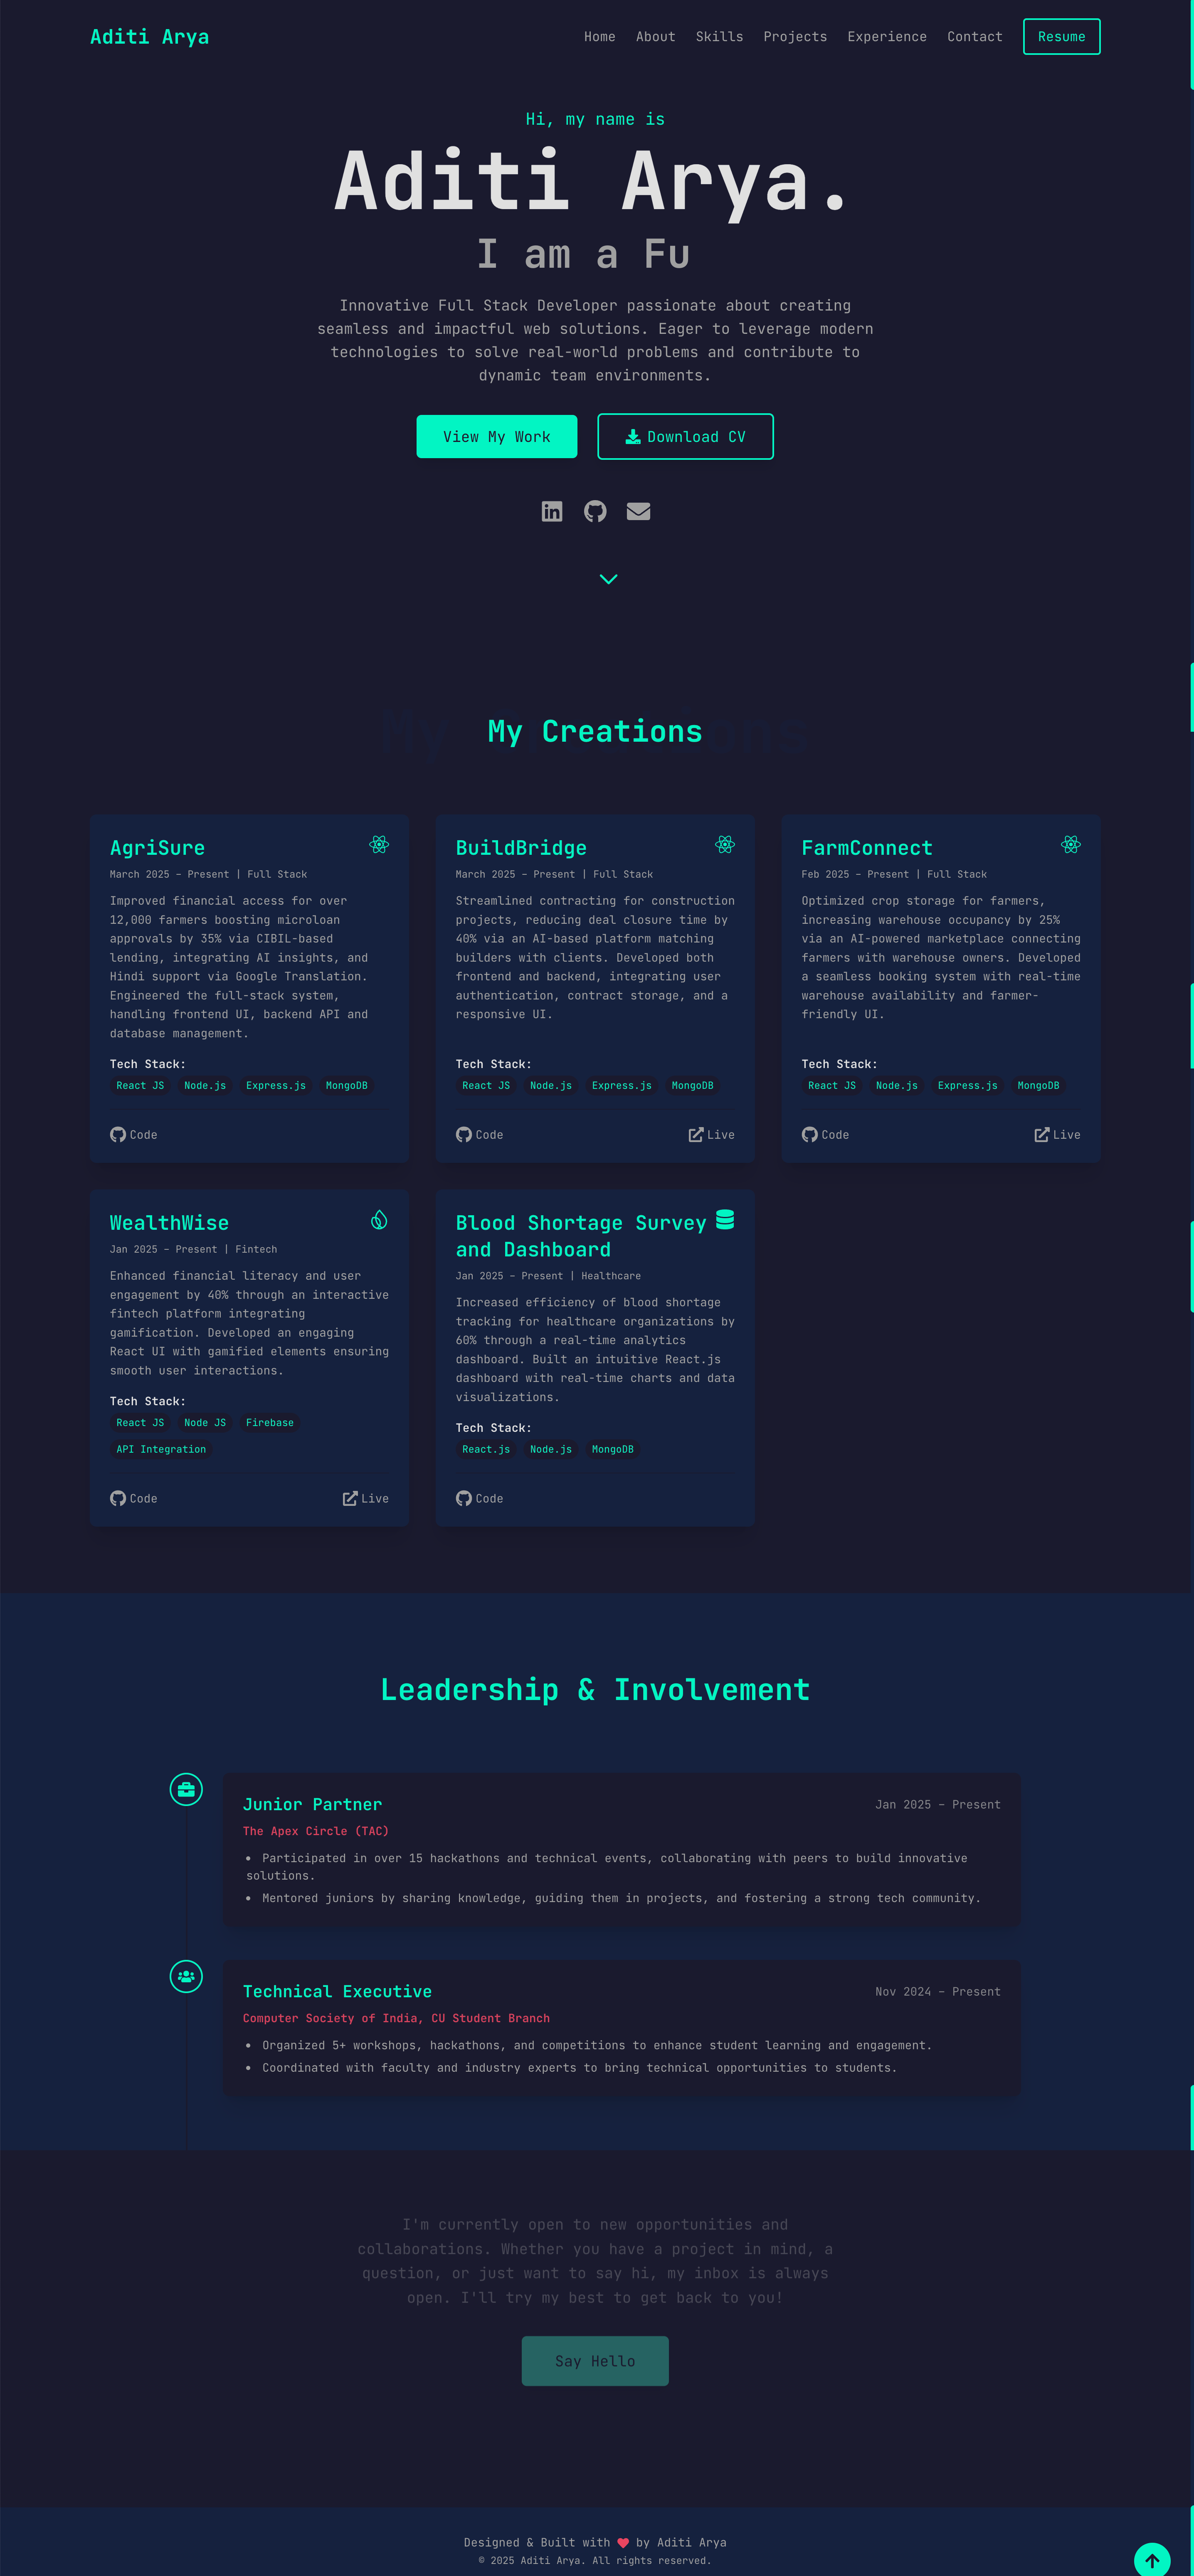 Aditi Arya
Home About Skills Projects Experience Contact Resume
Hi, my name is
Aditi Arya.
I am a Fu
Innovative Full Stack Developer passionate about creating
seamless and impactful web solutions. Eager to leverage modern
technologies to solve real-world problems and contribute to
dynamic team environments.
View My Work
Download CV
My Creations
My Creations
AgriSure
March 2025 – Present | Full Stack
Improved financial access for over
12,000 farmers boosting microloan
approvals by 35% via CIBIL-based
lending, integrating AI insights, and
Hindi support via Google Translation.
Engineered the full-stack system,
handling frontend UI, backend API and
database management.
Tech Stack:
React JS Node.js Express.js MongoDB
Code
BuildBridge
March 2025 – Present | Full Stack
Streamlined contracting for construction
projects, reducing deal closure time by
40% via an AI-based platform matching
builders with clients. Developed both
frontend and backend, integrating user
authentication, contract storage, and a
responsive UI.
Tech Stack:
React JS Node.js Express.js MongoDB
Code Live
FarmConnect
Feb 2025 – Present | Full Stack
Optimized crop storage for farmers,
increasing warehouse occupancy by 25%
via an AI-powered marketplace connecting
farmers with warehouse owners. Developed
a seamless booking system with real-time
warehouse availability and farmer-
friendly UI.
Tech Stack:
React JS Node.js Express.js MongoDB
Code Live
WealthWise
Jan 2025 – Present | Fintech
Enhanced financial literacy and user
engagement by 40% through an interactive
fintech platform integrating
gamification. Developed an engaging
React UI with gamified elements ensuring
smooth user interactions.
Tech Stack:
React JS Node JS Firebase
API Integration
Code Live
Blood Shortage Survey
and Dashboard
Jan 2025 – Present | Healthcare
Increased efficiency of blood shortage
tracking for healthcare organizations by
60% through a real-time analytics
dashboard. Built an intuitive React.js
dashboard with real-time charts and data
visualizations.
Tech Stack:
React.js Node.js MongoDB
Code
Leadership & Involvement
Junior Partner
Jan 2025 – Present
The Apex Circle (TAC)
• Participated in over 15 hackathons and technical events, collaborating with peers to build innovative
solutions.
• Mentored juniors by sharing knowledge, guiding them in projects, and fostering a strong tech community.
Technical Executive
Nov 2024 – Present
Computer Society of India, CU Student Branch
• Organized 5+ workshops, hackathons, and competitions to enhance student learning and engagement.
• Coordinated with faculty and industry experts to bring technical opportunities to students.
I'm currently open to new opportunities and
collaborations. Whether you have a project in mind, a
question, or just want to say hi, my inbox is always
open. I'll try my best to get back to you!
Say Hello
Designed & Built with ❤ by Aditi Arya
© 2025 Aditi Arya. All rights reserved.